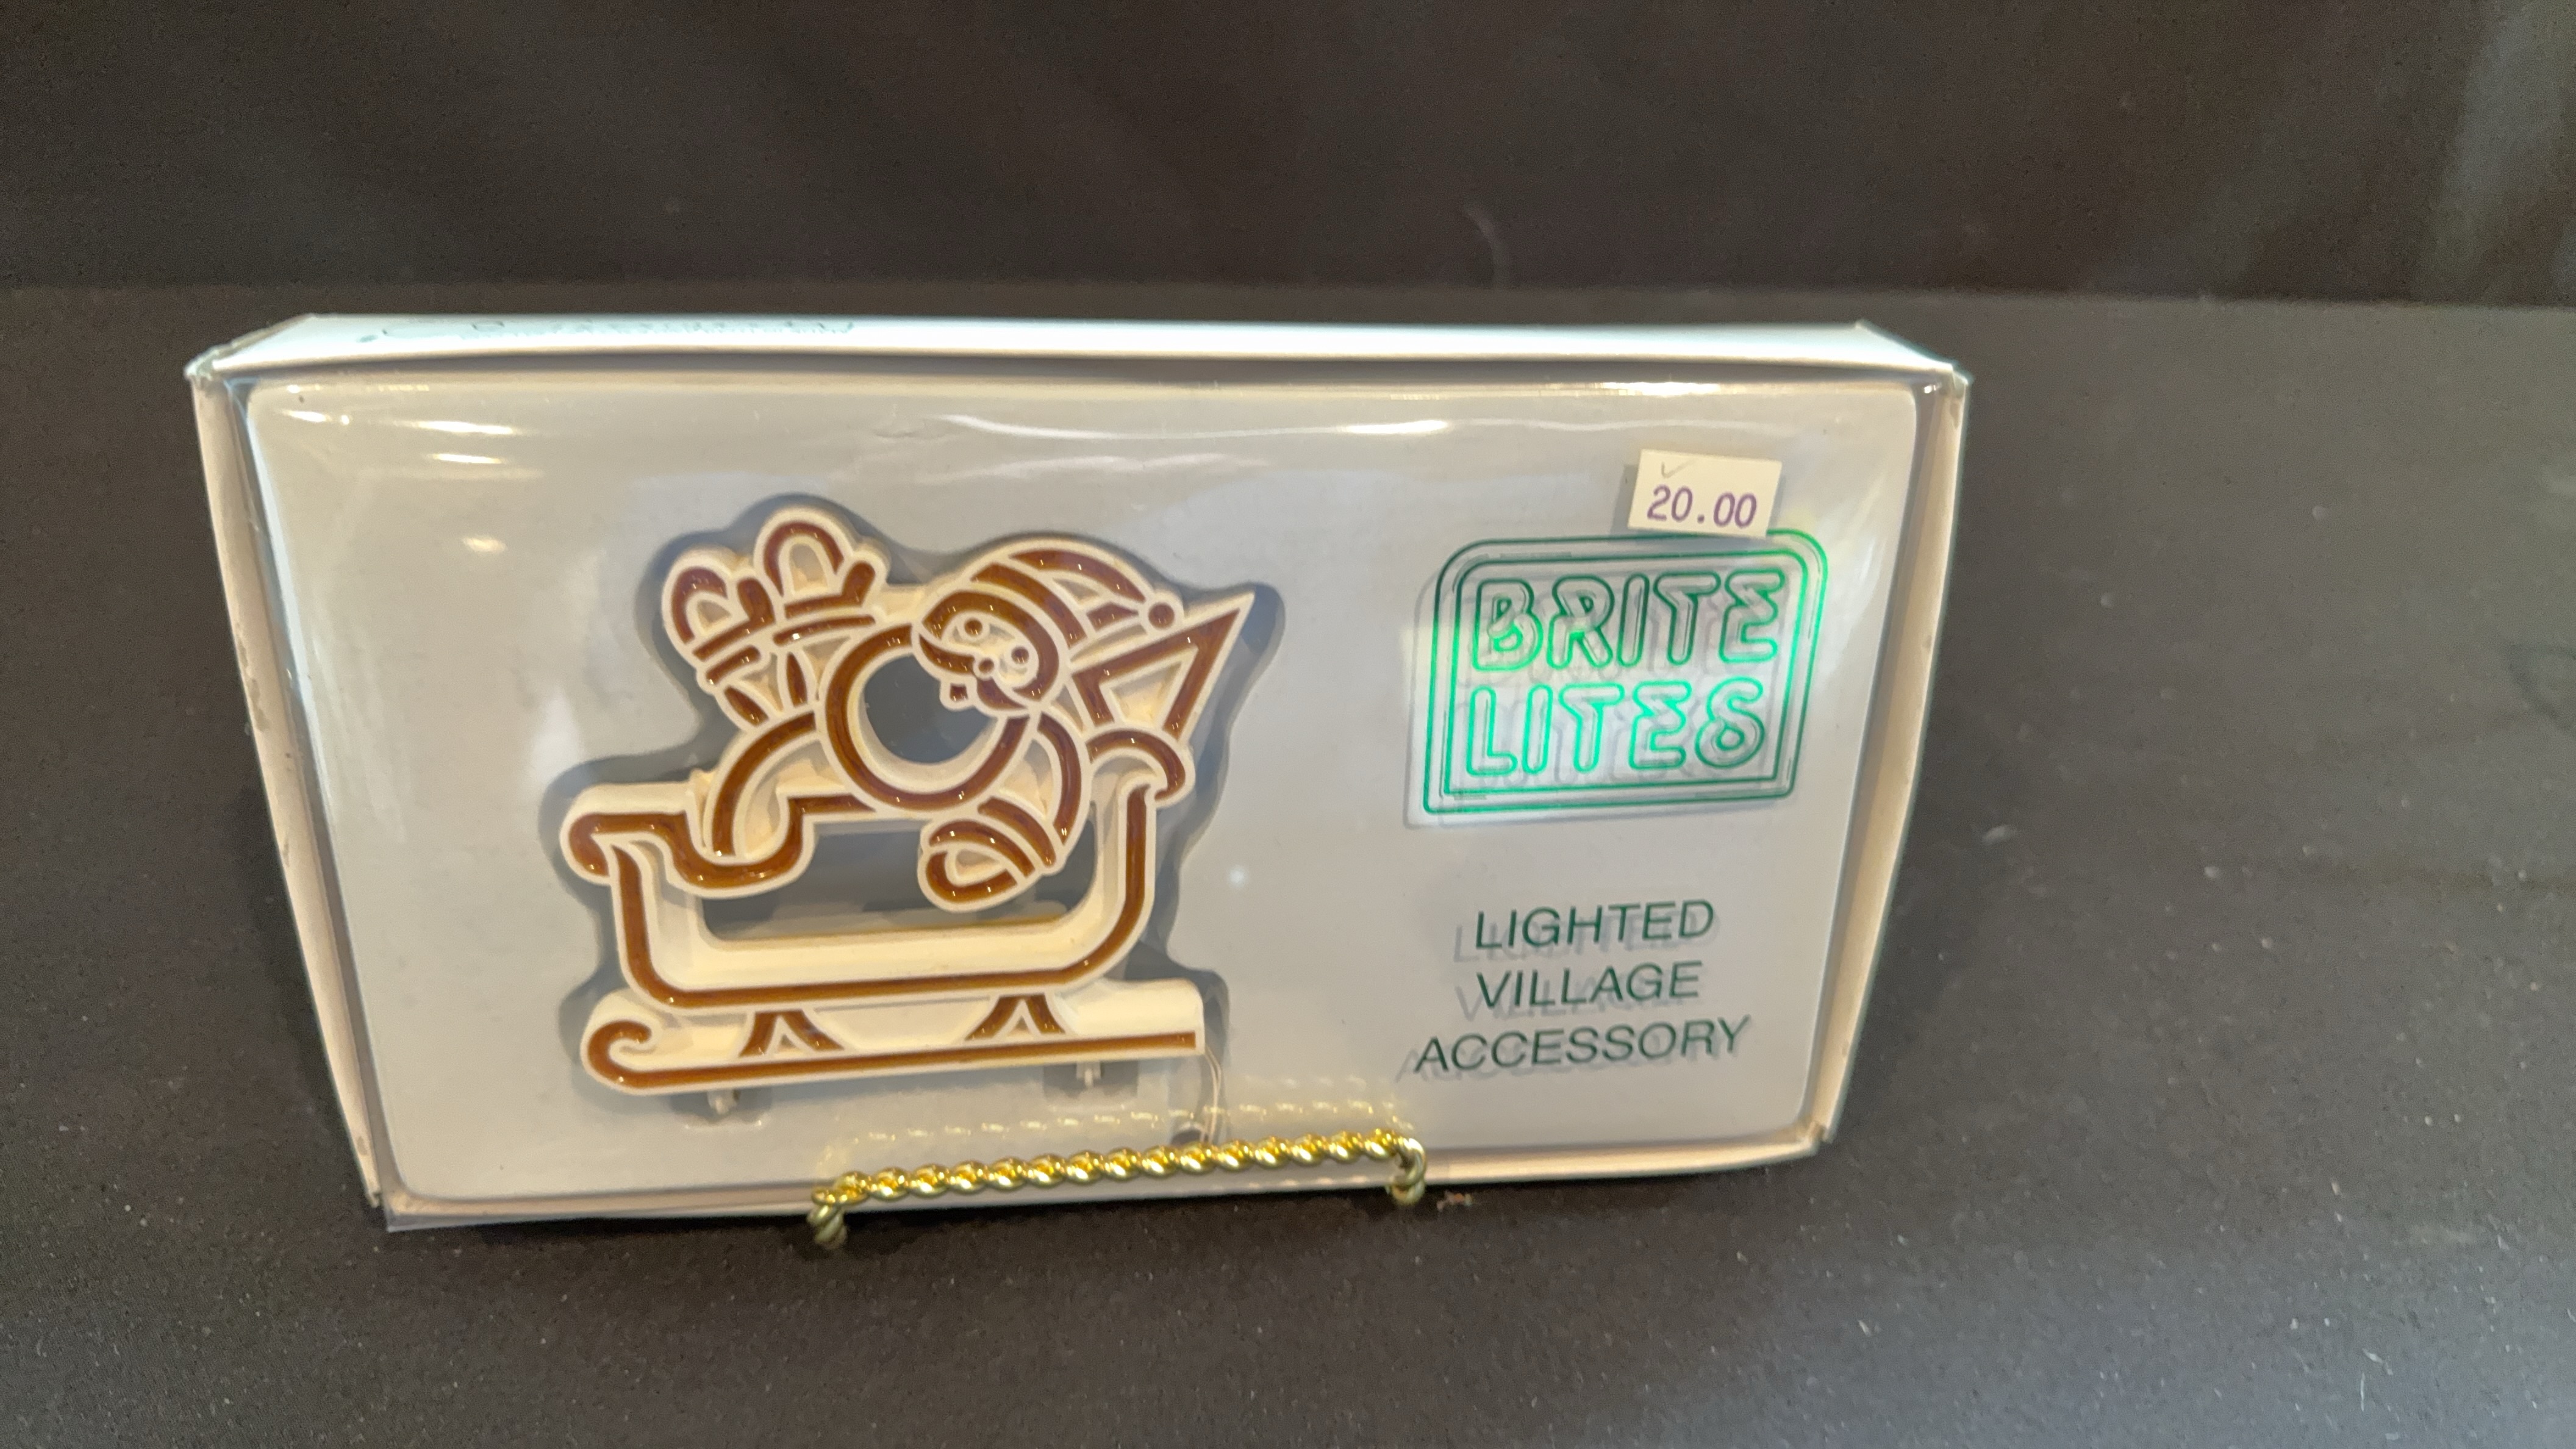 20.00
BRITE
LITES
LIGHTED
VILLAGE
ACCESSORY